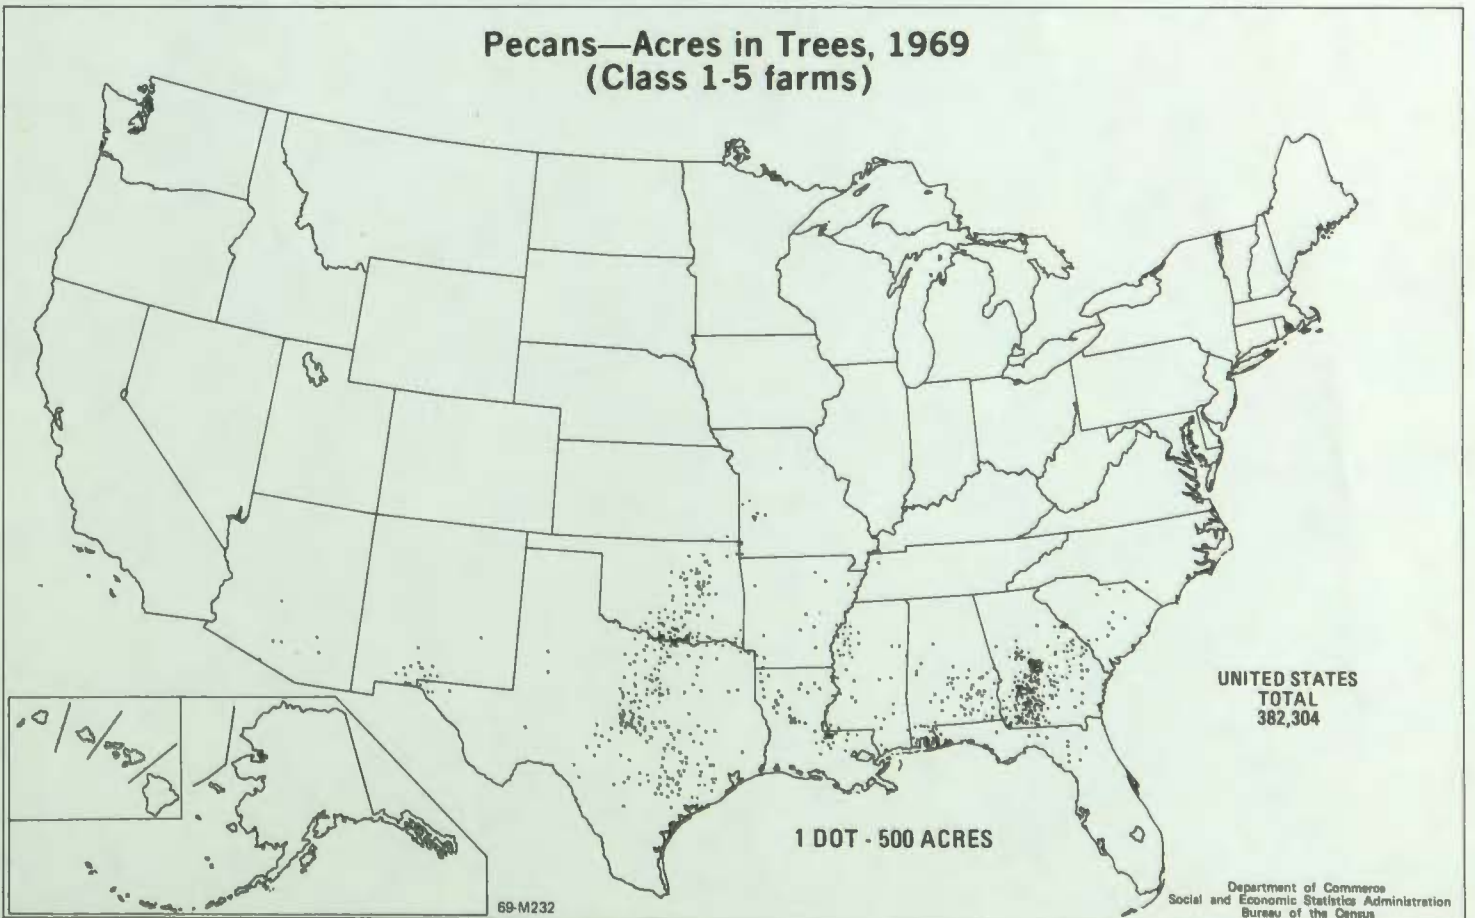 Pecans—Acres in Trees, 1969
(Class 1-5 farms)
UNITED STATES
TOTAL
382,304
1 DOT - 500 ACRES
69-M232
Department of Commerce
Social and Economic Statistics Administration
Bureau of the Census